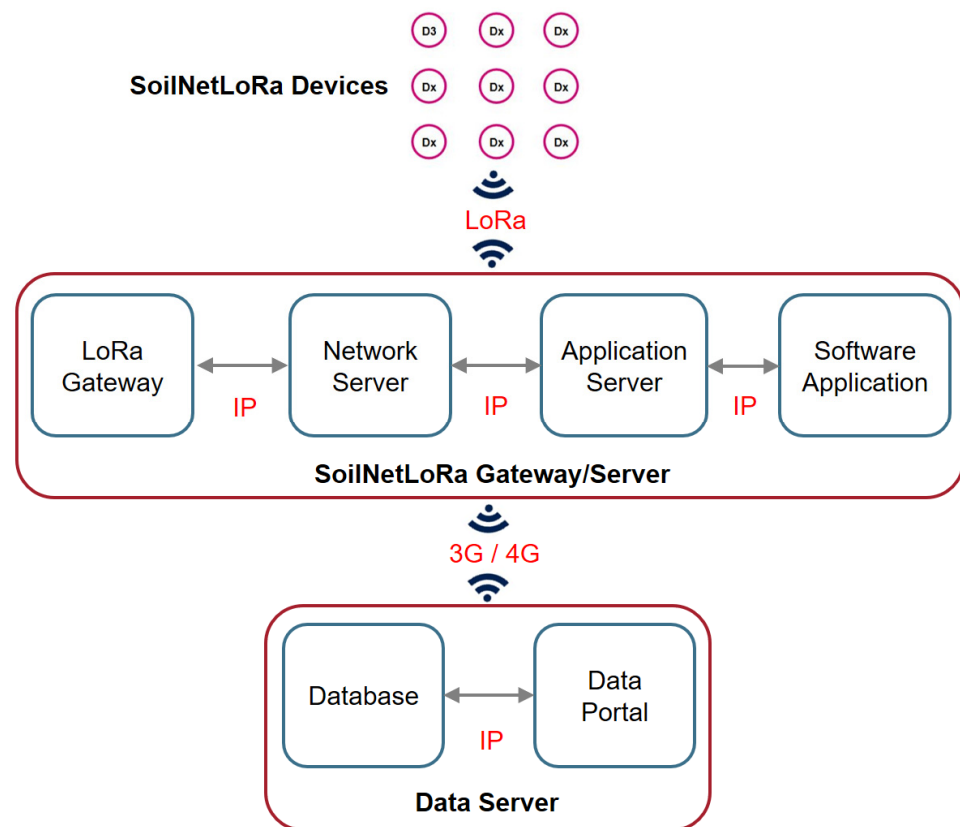 D3 Dx Dx
SoilNetLoRa Devices
Dx Dx Dx
Dx Dx Dx
LoRa
LoRa
Gateway
IP
Network
Server
IP
Application
Server
IP
Software
Application
SoilNetLoRa Gateway/Server
3G / 4G
Database
IP
Data
Portal
Data Server